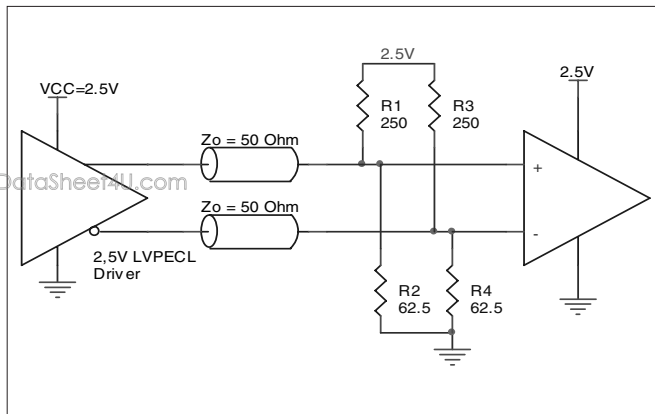 2.5V
VCC=2.5V
2.5V
R1
250
R3
250
Zo = 50 Ohm
+
DataSheet4U.com
Zo = 50 Ohm
-
2,5V LVPECL
Driver
R2
62.5
R4
62.5